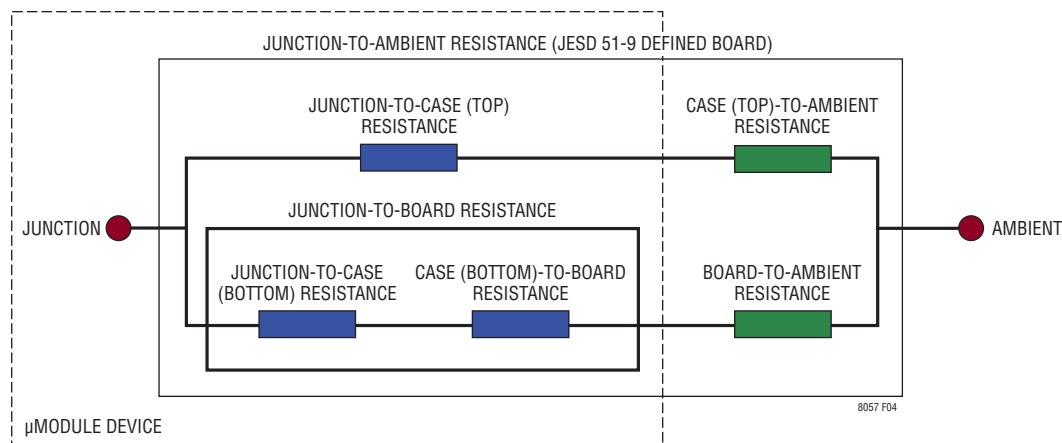 JUNCTION-TO-AMBIENT RESISTANCE (JESD 51-9 DEFINED BOARD)
JUNCTION-TO-CASE (TOP)
RESISTANCE
CASE (TOP)-TO-AMBIENT
RESISTANCE
JUNCTION-TO-BOARD RESISTANCE
JUNCTION
AMBIENT
JUNCTION-TO-CASE
(BOTTOM) RESISTANCE
CASE (BOTTOM)-TO-BOARD
RESISTANCE
BOARD-TO-AMBIENT
RESISTANCE
8057 F04
µMODULE DEVICE